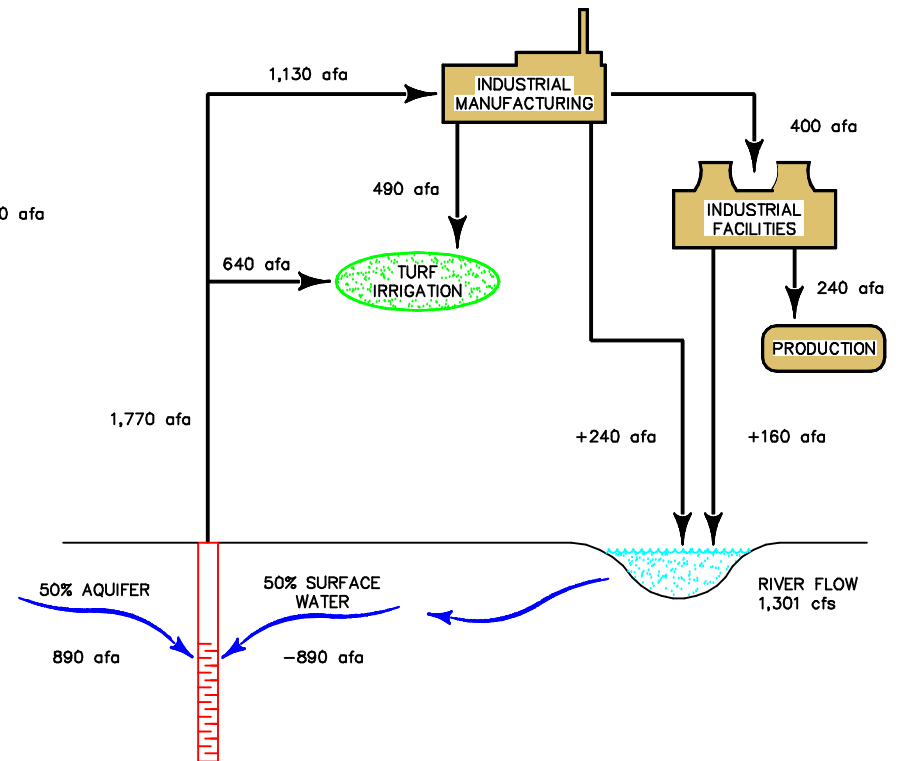 1,130 afa
INDUSTRIAL
MANUFACTURING
400 afa
490 afa
0 afa
INDUSTRIAL
FACILITIES
640 afa
TURF
IRRIGATION
240 afa
PRODUCTION
1,770 afa
+240 afa
+160 afa
50% AQUIFER
50% SURFACE
WATER
RIVER FLOW
1,301 cfs
890 afa
-890 afa